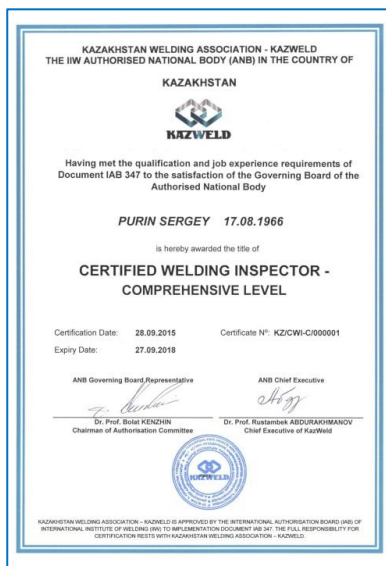 KAZAKHSTAN WELDING ASSOCIATION - KAZWELD
THE IIW AUTHORISED NATIONAL BODY (ANB) IN THE COUNTRY OF
KAZAKHSTAN
KAZWELD
Having met the qualification and job experience requirements of
Document IAB 347 to the satisfaction of the Governing Board of the
Authorised National Body
PURIN SERGEY 17.08.1966
is hereby awarded the title of
CERTIFIED WELDING INSPECTOR -
COMPREHENSIVE LEVEL
Certification Date: 28.09.2015 Certificate Nº: KZ/CWI-C/000001
Expiry Date: 27.09.2018
ANB Governing Board Representative ANB Chief Executive
Dr. Prof. Bolat KENZHIN Dr. Prof. Rustambek ABDURAKHMANOV
Chairman of Authorisation Committee Chief Executive of KazWeld
KAZWELD
KAZAKHSTAN WELDING ASSOCIATION – KAZWELD IS APPROVED BY THE INTERNATIONAL AUTHORISATION BOARD (IAB) OF
INTERNATIONAL INSTITUTE OF WELDING (IIW) TO IMPLEMENTATION DOCUMENT IAB 347. THE FULL RESPONSIBILITY FOR
CERTIFICATION RESTS WITH KAZAKHSTAN WELDING ASSOCIATION – KAZWELD.